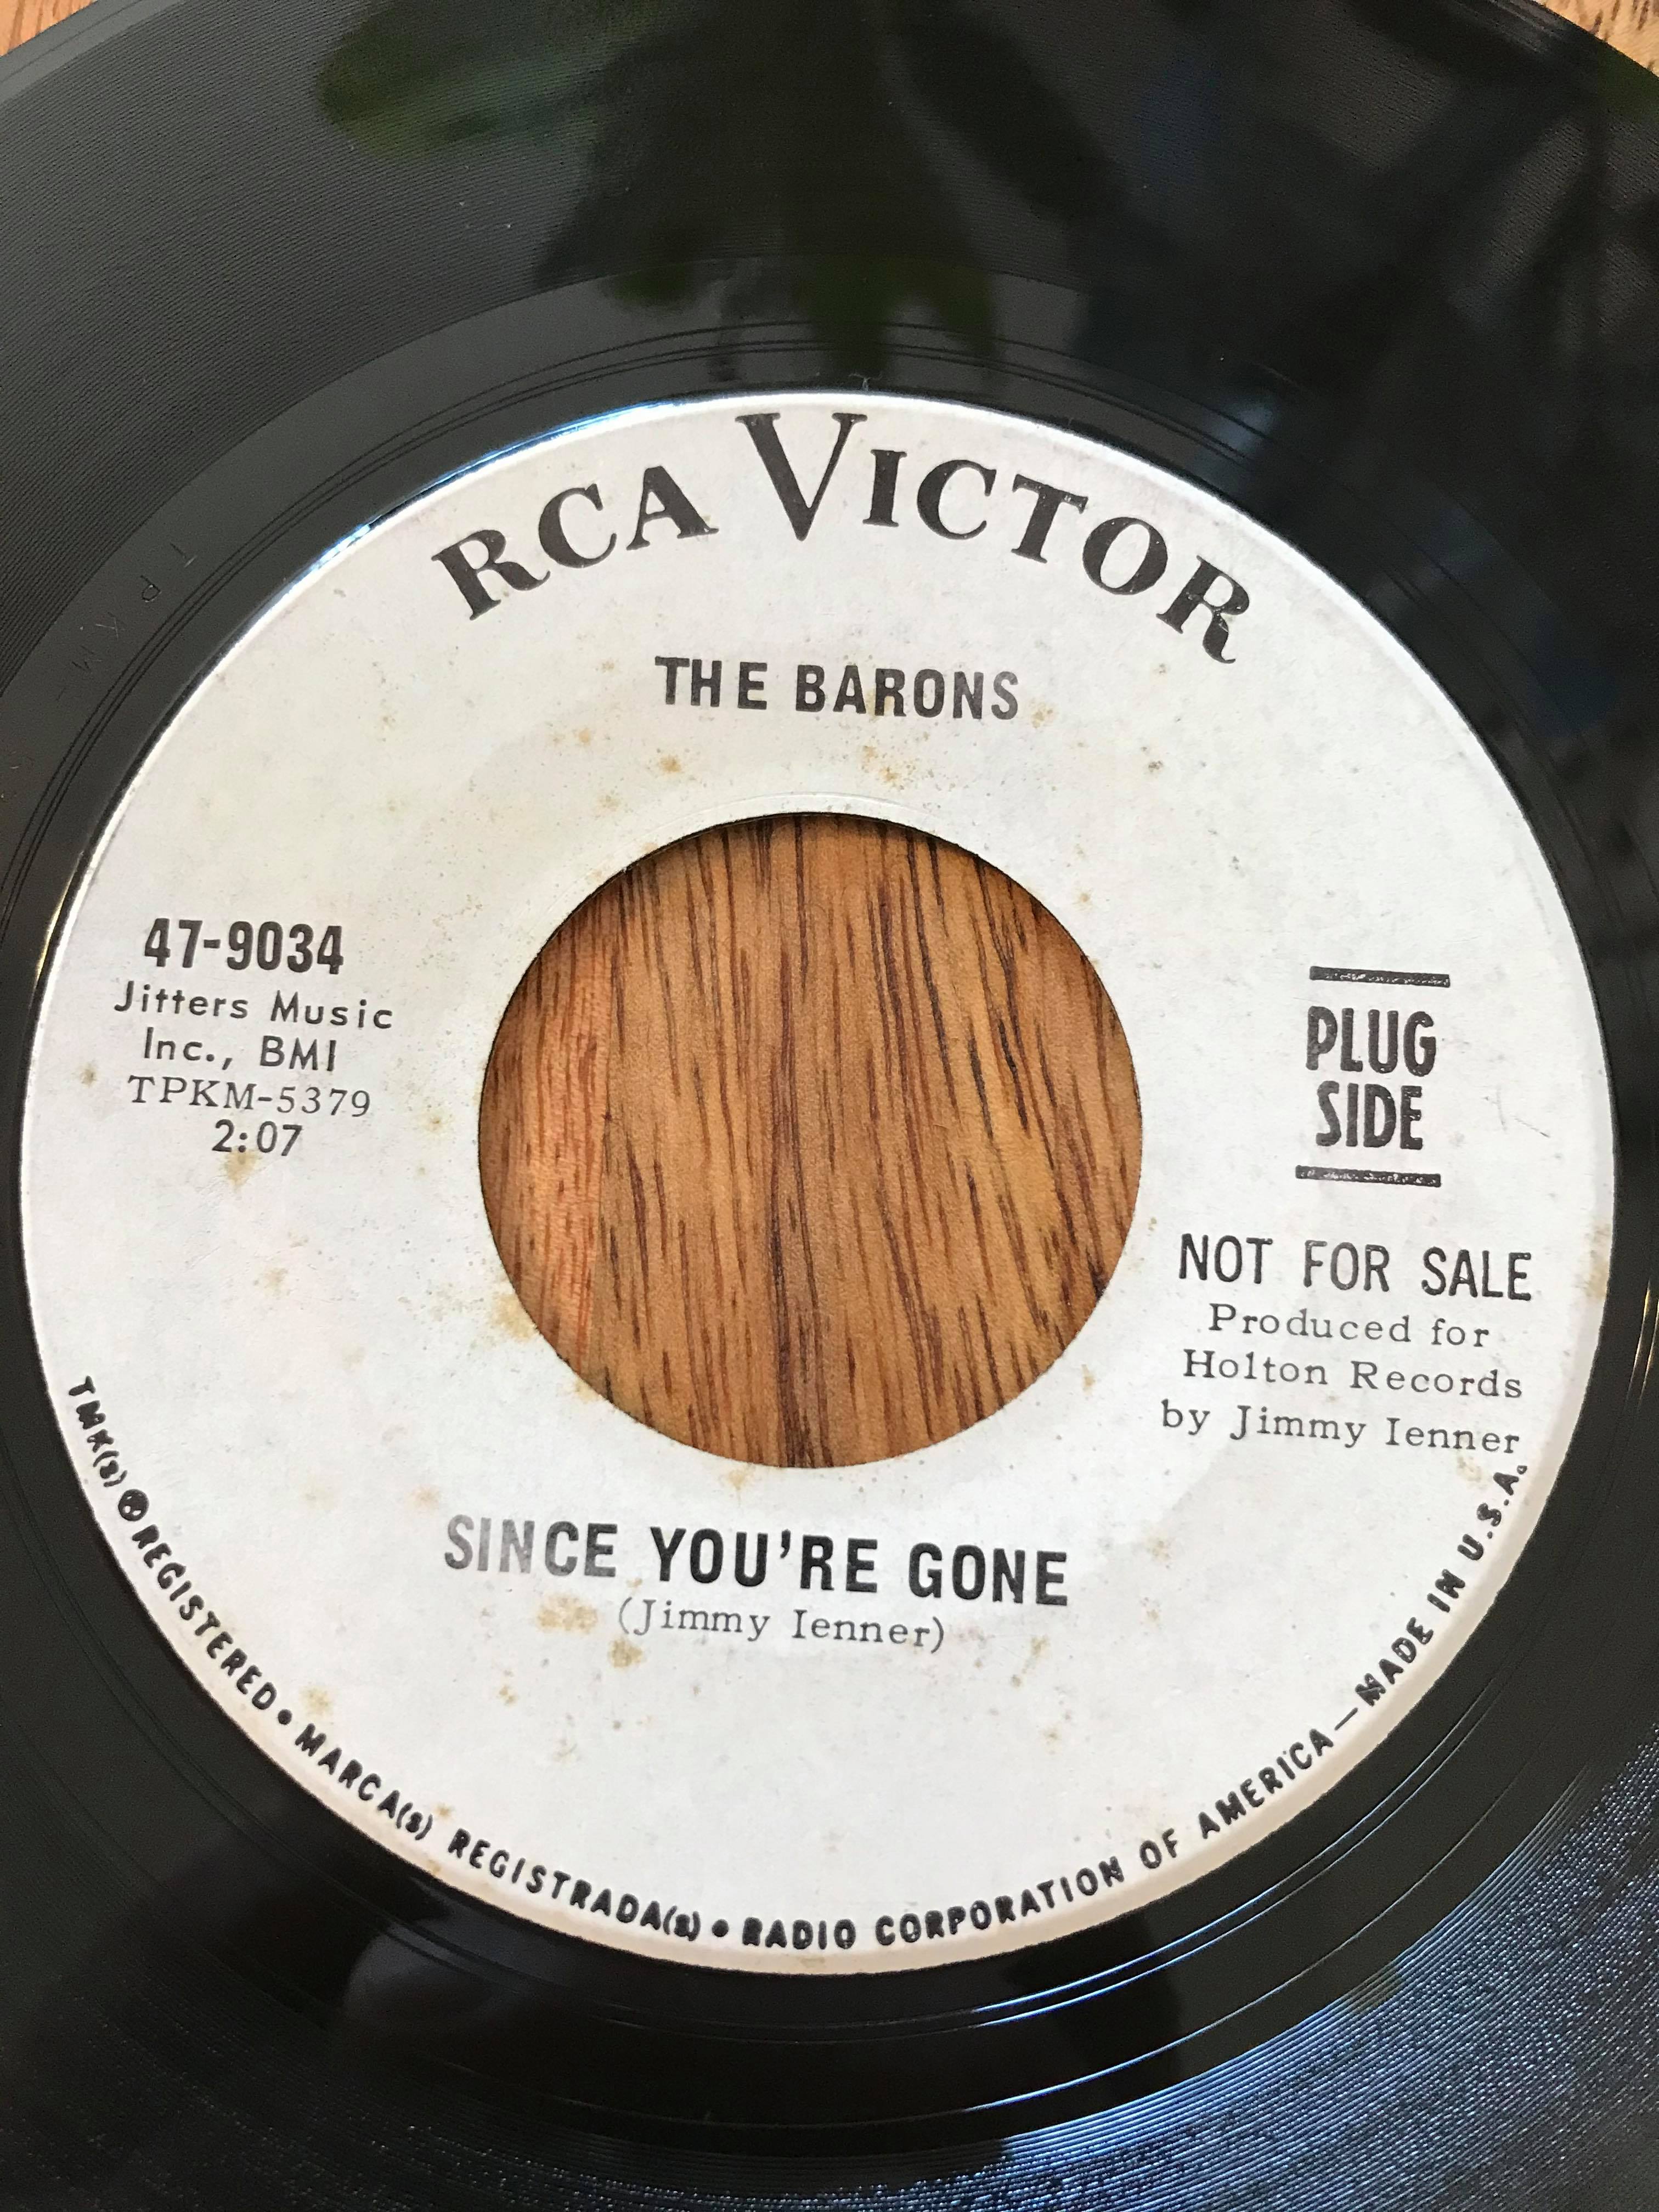 RCA VICTOR
THE BARONS
47-9034
Jitters Music
Inc., BMI
TPKM-5379
2:07
PLUG
SIDE
NOT FOR SALE
Produced for
Holton Records
by Jimmy Ienner
SINCE YOU'RE GONE
(Jimmy Ienner)
TMK(s) ® REGISTERED • MARCA(s) REGISTRADA(s) • RADIO CORPORATION OF AMERICA — MADE IN U.S.A.
T P K M -